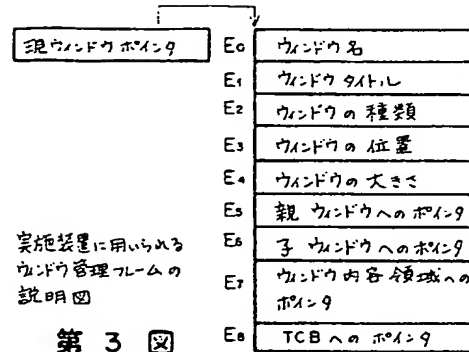 現ウィンドウポインタ
E0 ウィンドウ名
E1 ウィンドウタイトル
E2 ウィンドウの種類
E3 ウィンドウの位置
E4 ウィンドウの大きさ
E5 親ウィンドウへのポインタ
E6 子ウィンドウへのポインタ
E7 ウィンドウ内各領域への
ポインタ
E8 TCBへのポインタ
実施装置に用いられる
ウィンドウ管理フレームの
説明図
第3図